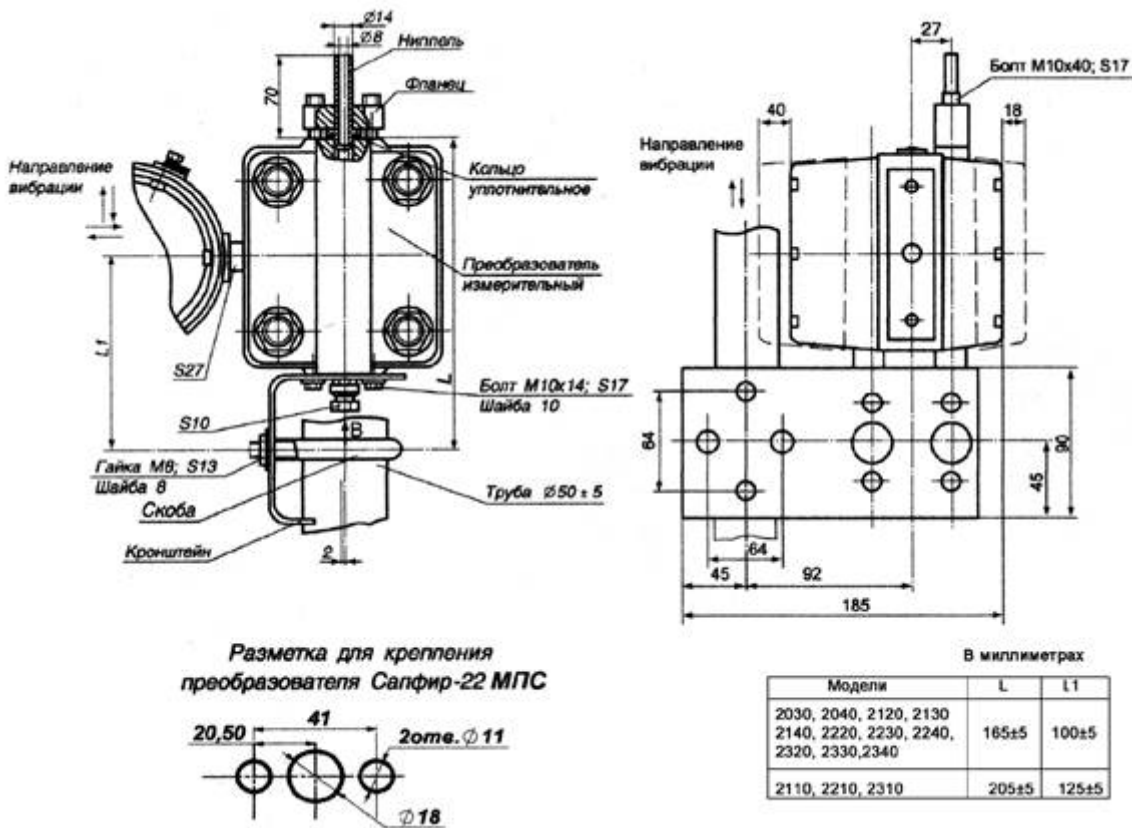 Ø14
Ø8
Ниппель
Фланец
70
Направление
вибрации
Кольцо
уплотнительное
Преобразователь
измерительный
L1
L
S27
Болт М10х14; S17
Шайба 10
S10
В
Гайка М8; S13
Шайба 8
Скоба
Труба Ø50 ± 5
Кронштейн
2
27
Болт М10х40; S17
40
18
Направление
вибрации
64
90
45
64
45
92
185
Разметка для крепления
преобразователя Сапфир-22 МПС
41
20,50
2отв. Ø11
Ø18
В миллиметрах
Модели L L1
2030, 2040, 2120, 2130
2140, 2220, 2230, 2240, 165±5 100±5
2320, 2330,2340
2110, 2210, 2310 205±5 125±5